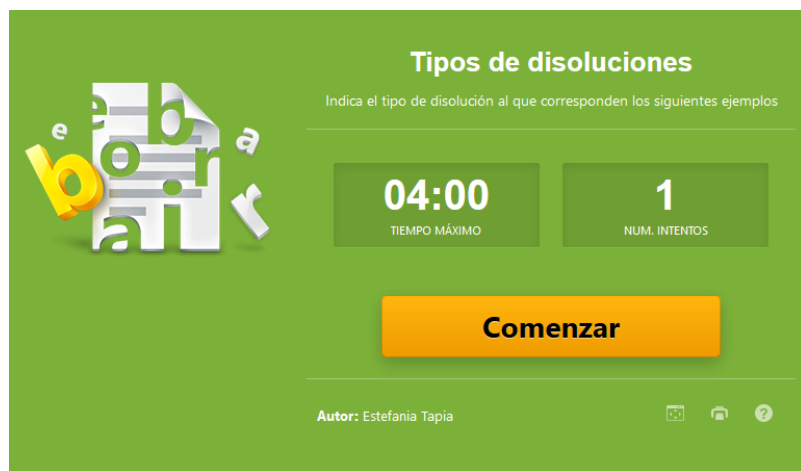 Tipos de disoluciones
Indica el tipo de disolución al que corresponden los siguientes ejemplos
04:00
TIEMPO MÁXIMO
1
NUM. INTENTOS
Comenzar
Autor: Estefania Tapia